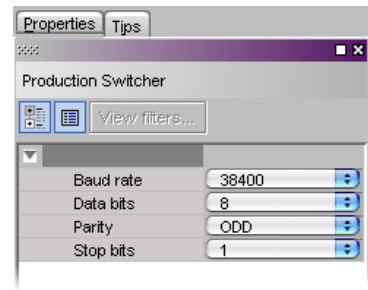 Properties Tips
Production Switcher
View filters...
Baud rate 38400
Data bits 8
Parity ODD
Stop bits 1